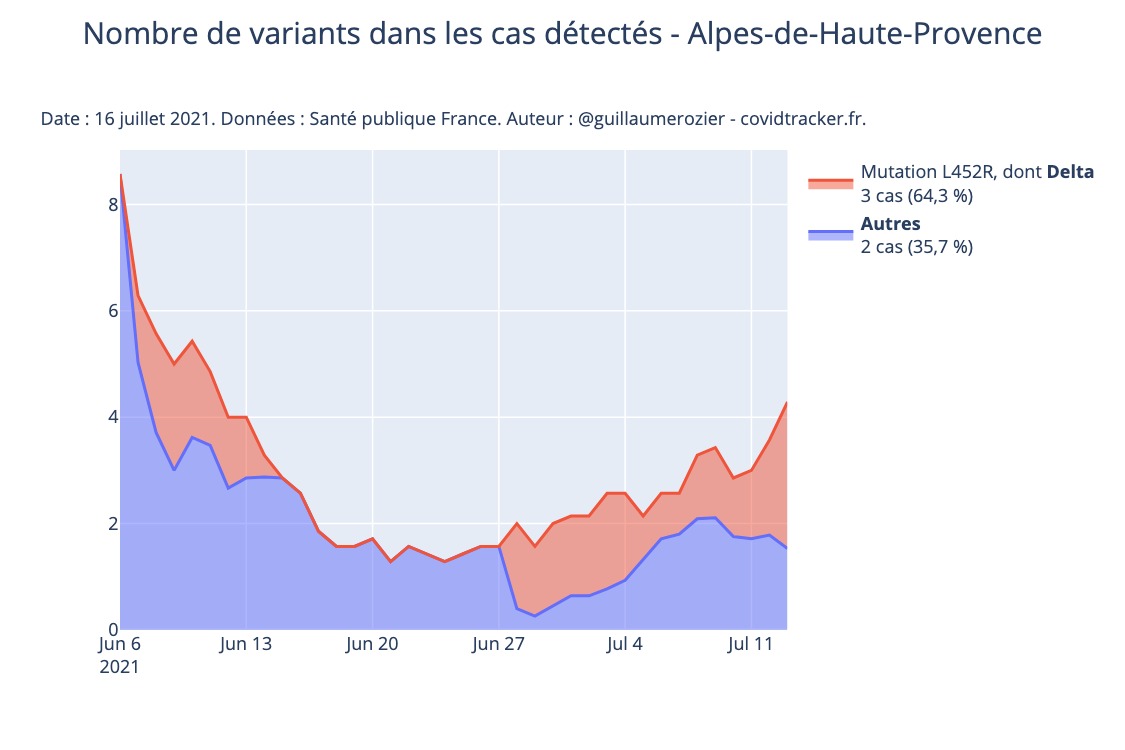 Nombre de variants dans les cas détectés - Alpes-de-Haute-Provence
Date : 16 juillet 2021. Données : Santé publique France. Auteur : @guillaumerozier - covidtracker.fr.
Mutation L452R, dont Delta
3 cas (64,3 %)
Autres
2 cas (35,7 %)
8
6
4
2
0
Jun 6 Jun 13 Jun 20 Jun 27 Jul 4 Jul 11
2021